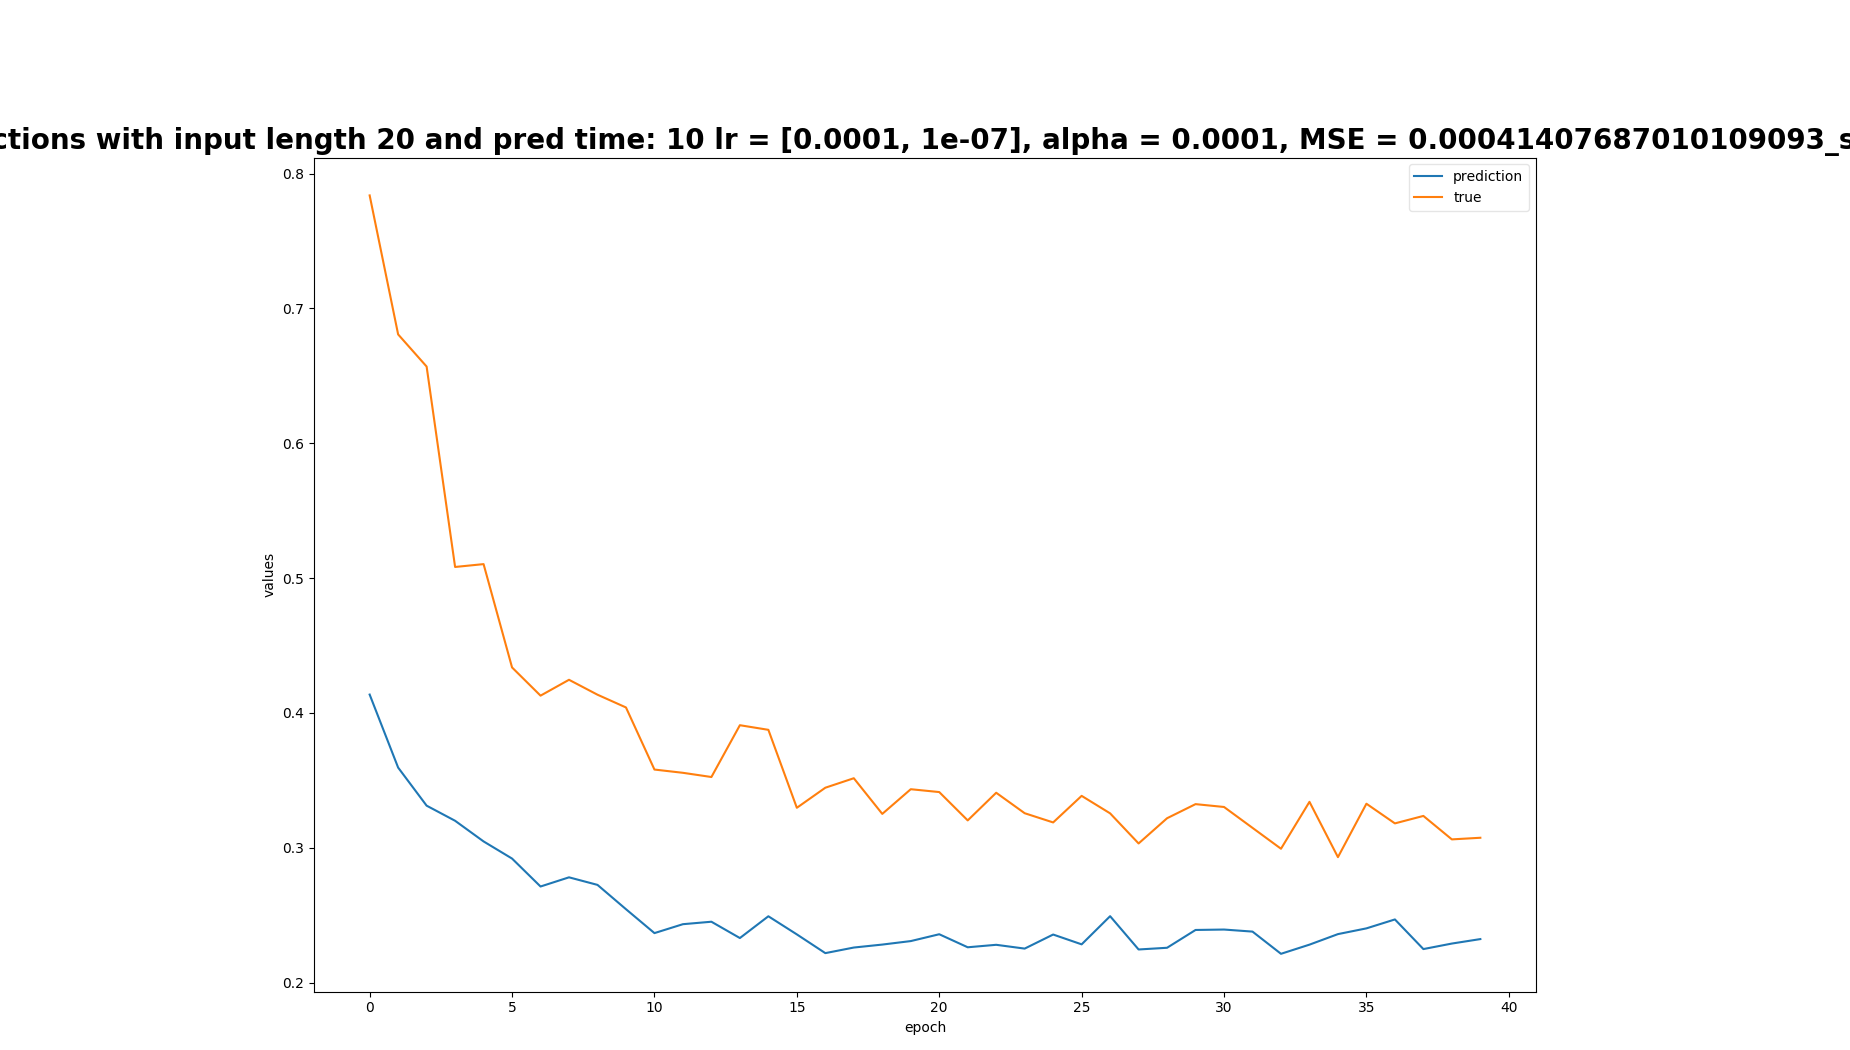 ctions with input length 20 and pred time: 10 lr = [0.0001, 1e-07], alpha = 0.0001, MSE = 0.00041407687010109093_s
prediction
true
0.8
0.7
0.6
0.5
0.4
0.3
0.2
values
0 5 10 15 20 25 30 35 40
epoch